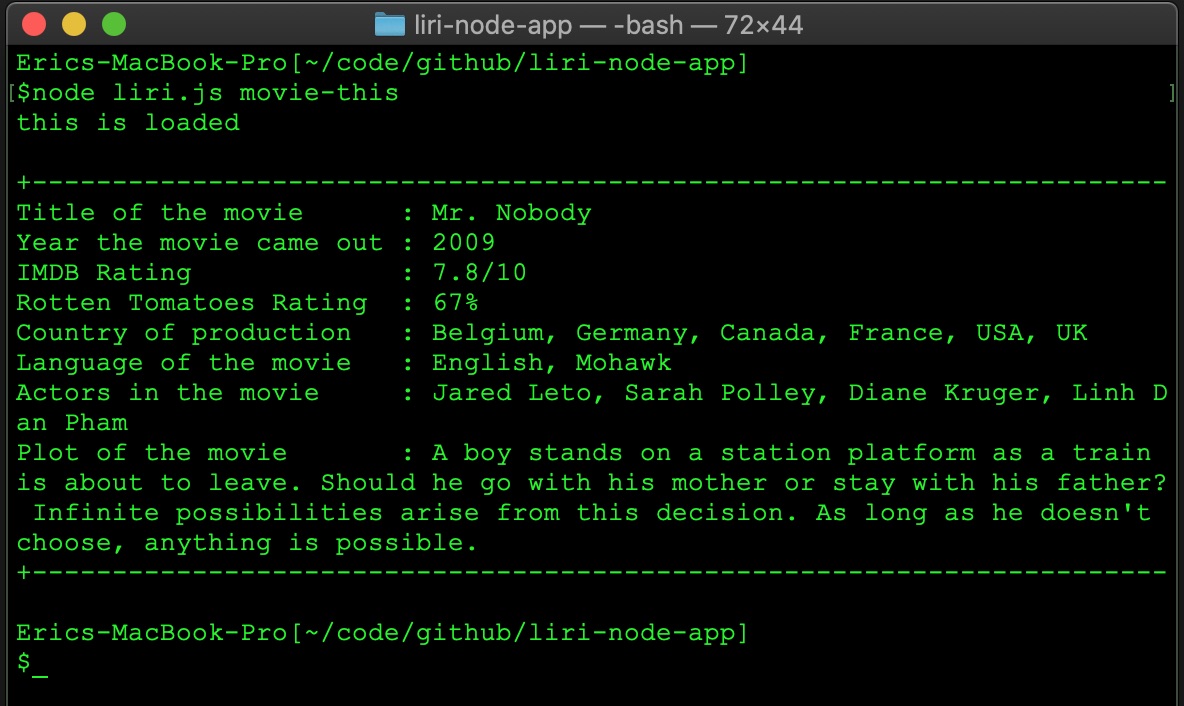 liri-node-app — -bash — 72×44
Erics-MacBook-Pro[~/code/github/liri-node-app]
[$node liri.js movie-this ]
this is loaded
+-----------------------------------------------------------------------
Title of the movie      : Mr. Nobody
Year the movie came out : 2009
IMDB Rating             : 7.8/10
Rotten Tomatoes Rating  : 67%
Country of production   : Belgium, Germany, Canada, France, USA, UK
Language of the movie   : English, Mohawk
Actors in the movie     : Jared Leto, Sarah Polley, Diane Kruger, Linh D
an Pham
Plot of the movie       : A boy stands on a station platform as a train
is about to leave. Should he go with his mother or stay with his father?
 Infinite possibilities arise from this decision. As long as he doesn't
choose, anything is possible.
+-----------------------------------------------------------------------
Erics-MacBook-Pro[~/code/github/liri-node-app]
$_